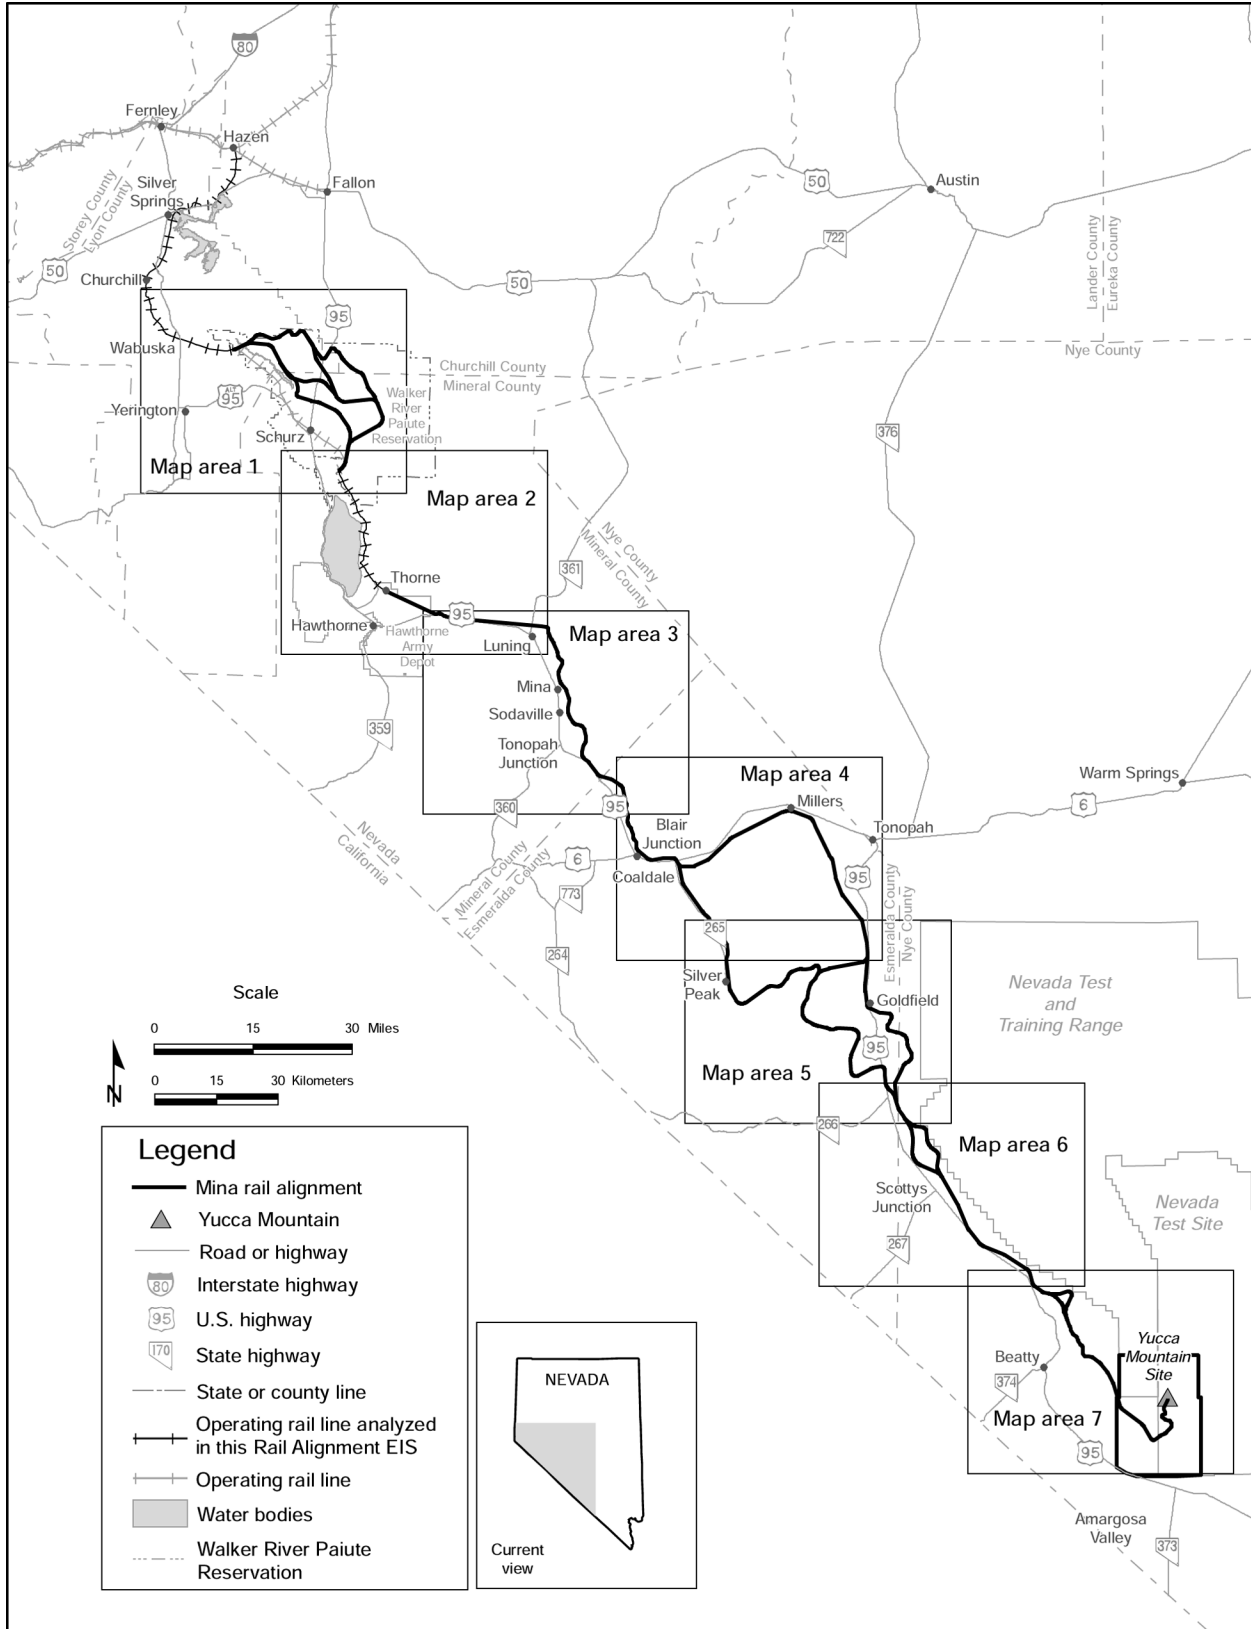 80
Fernley
Hazen
Silver
Springs
Fallon
50
Austin
722
Storey County
Lyon County
Lander County
Eureka County
50
Churchill
50
95
Wabuska
Churchill County
Mineral County
Nye County
ALT
95
Yerington
Walker
River
Paiute
Reservation
Schurz
376
Map area 1
Map area 2
Nye County
Mineral County
361
Thorne
95
Hawthorne
Hawthorne
Army
Depot
Luning
Map area 3
Mina
Sodaville
359
Tonopah
Junction
Map area 4
Warm Springs
360
95
Millers
6
Nevada
California
Blair
Junction
Tonopah
6
Coaldale
95
773
Mineral County
Esmeralda County
Esmeralda County
Nye County
265
264
Silver
Peak
Nevada Test
and
Training Range
Goldfield
Scale
0 15 30 Miles
95
N
0 15 30 Kilometers
Map area 5
266
Map area 6
Legend
Mina rail alignment
Yucca Mountain
Road or highway
80
Interstate highway
95
U.S. highway
170
State highway
State or county line
Operating rail line analyzed
in this Rail Alignment EIS
Operating rail line
Water bodies
Walker River Paiute
Reservation
Scottys
Junction
Nevada
Test Site
267
NEVADA
Current
view
Yucca
Mountain
Site
Beatty
374
Map area 7
95
Amargosa
Valley
373